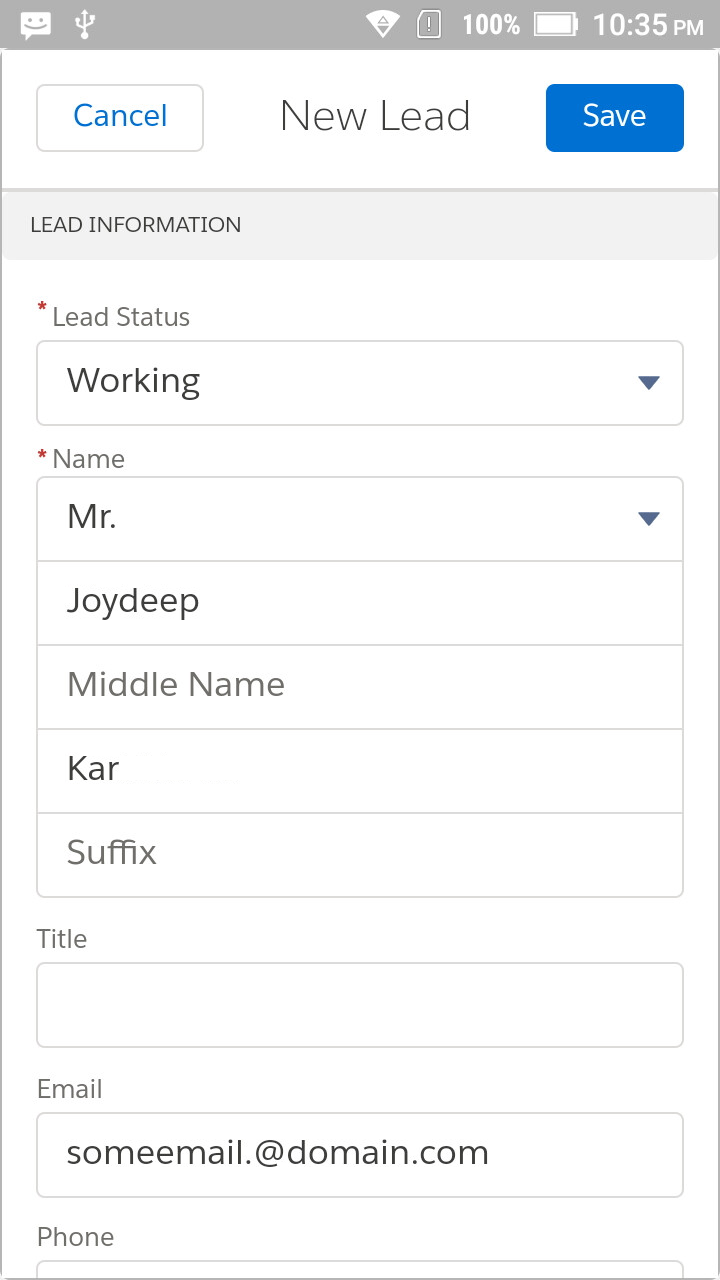 100% 10:35 PM
Cancel New Lead Save
LEAD INFORMATION
* Lead Status
Working
* Name
Mr.
Joydeep
Middle Name
Kar
Suffix
Title
Email
someemail.@domain.com
Phone